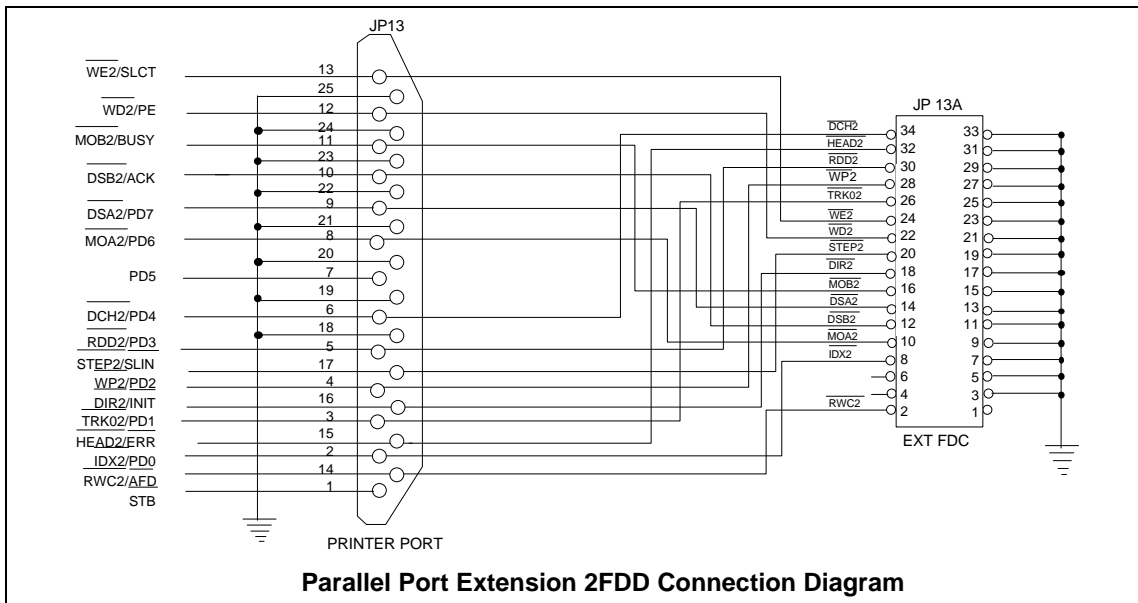 JP13
WE2/SLCT
WD2/PE
MOB2/BUSY
DSB2/ACK
DSA2/PD7
MOA2/PD6
PD5
DCH2/PD4
RDD2/PD3
STEP2/SLIN
WP2/PD2
DIR2/INIT
TRK02/PD1
HEAD2/ERR
IDX2/PD0
RWC2/AFD
STB
13
25
12
24
11
23
10
22
9
21
8
20
7
19
6
18
5
17
4
16
3
15
2
14
1
PRINTER PORT
JP 13A
DCH2 34 33
HEAD2 32 31
RDD2 30 29
WP2 28 27
TRK02 26 25
WE2 24 23
WD2 22 21
STEP2 20 19
DIR2 18 17
MOB2 16 15
DSA2 14 13
DSB2 12 11
MOA2 10 9
IDX2 8 7
6 5
4 3
RWC2 2 1
EXT FDC
Parallel Port Extension 2FDD Connection Diagram